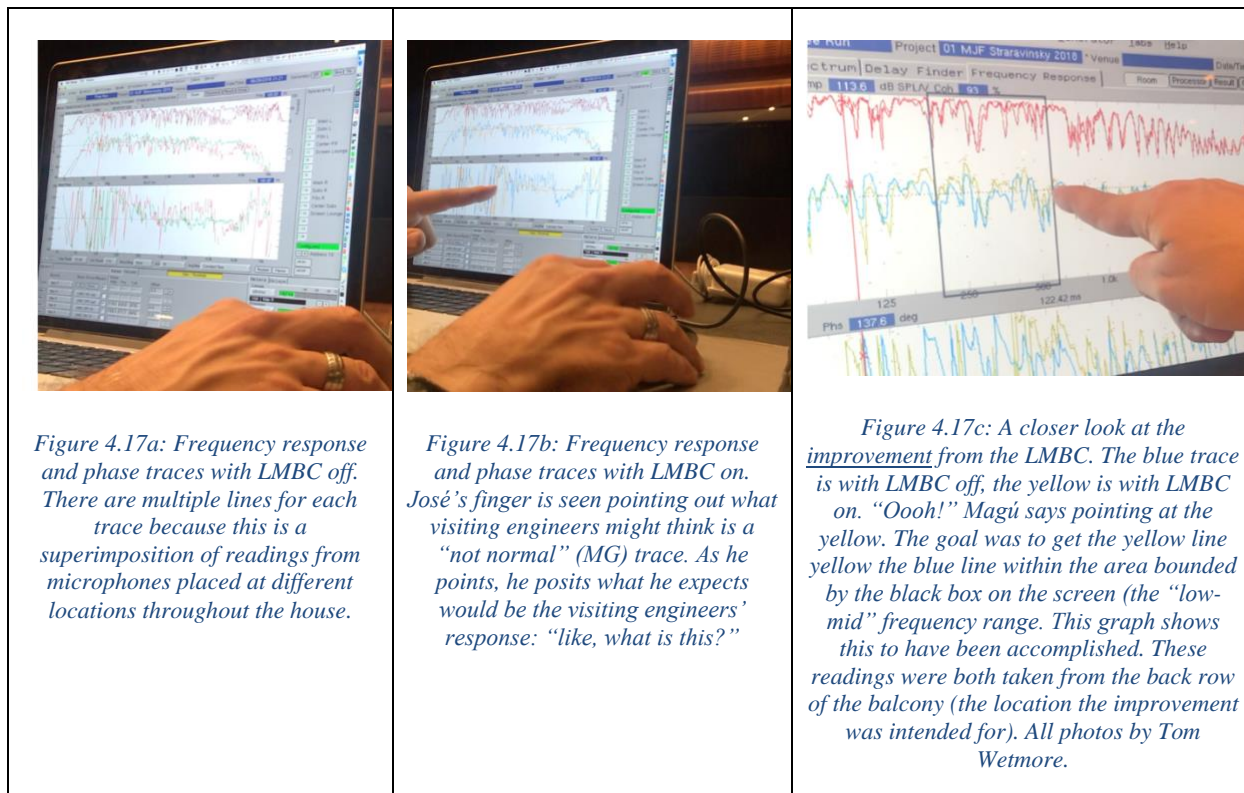 Project 01 MJF Straravinsky 2018 Venue
Delay Finder Frequency Response
Room
113.6 dB SPL/V Coh 93 %
125
250
500
1.0k
122.42 ms
Phs 137.6 deg
Figure 4.17a: Frequency response
and phase traces with LMBC off.
There are multiple lines for each
trace because this is a
superimposition of readings from
microphones placed at different
locations throughout the house.
Figure 4.17b: Frequency response
and phase traces with LMBC on.
José’s finger is seen pointing out what
visiting engineers might think is a
“not normal” (MG) trace. As he
points, he posits what he expects
would be the visiting engineers’
response: “like, what is this?”
Figure 4.17c: A closer look at the
improvement from the LMBC. The blue trace
is with LMBC off, the yellow is with LMBC
on. “Oooh!” Magú says pointing at the
yellow. The goal was to get the yellow line
yellow the blue line within the area bounded
by the black box on the screen (the “low-
mid” frequency range. This graph shows
this to have been accomplished. These
readings were both taken from the back row
of the balcony (the location the improvement
was intended for). All photos by Tom
Wetmore.